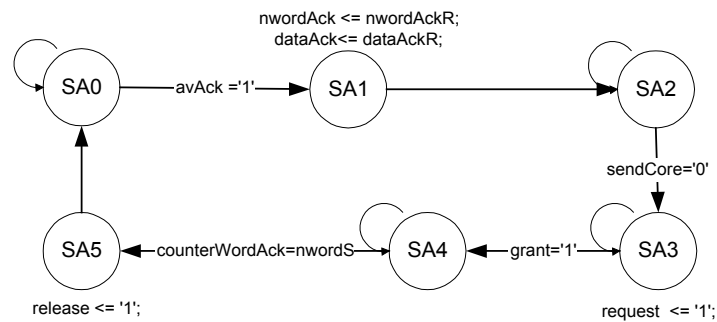 nwordAck <= nwordAckR;
dataAck<= dataAckR;
SA0
avAck ='1'
SA1
SA2
sendCore='0'
SA5
counterWordAck=nwordS
SA4
grant='1'
SA3
release <= '1';
request <= '1';